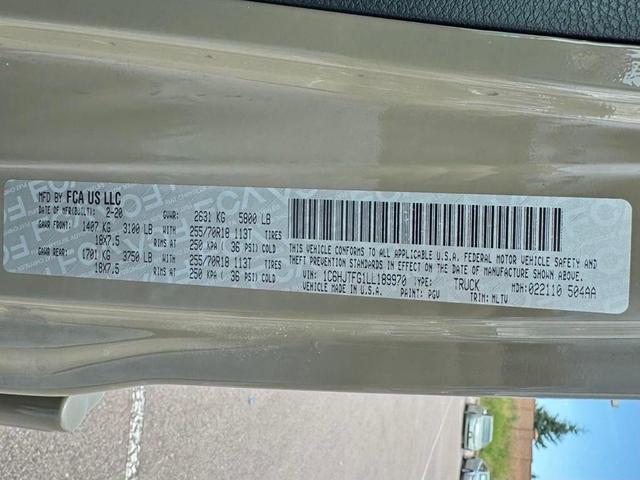 MFD BY FCA US LLC
DATE OF MFR(BUILT): 2-20
GVWR: 2631 KG 5800 LB
GAWR FRONT: 1407 KG 3100 LB WITH 255/70R18 113T TIRES
18X7.5 RIMS AT 250 KPA ( 36 PSI) COLD
GAWR REAR: 1701 KG 3750 LB WITH 255/70R18 113T TIRES
18X7.5 RIMS AT 250 KPA ( 36 PSI) COLD
THIS VEHICLE CONFORMS TO ALL APPLICABLE U.S.A. FEDERAL MOTOR VEHICLE SAFETY AND
THEFT PREVENTION STANDARDS IN EFFECT ON THE DATE OF MANUFACTURE SHOWN ABOVE.
VIN: 1C6HJTFG1LL189970 TYPE: TRUCK MDH:022110 504AA
VEHICLE MADE IN U.S.A. PAINT: PGV TRIM: MLTV